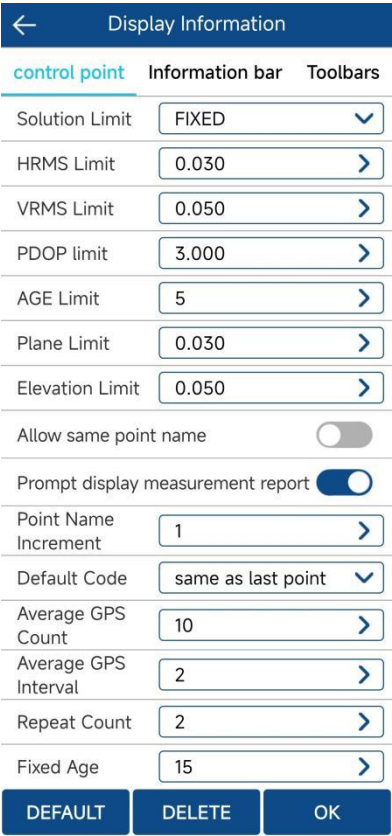 Display Information
control point Information bar Toolbars
Solution Limit FIXED
HRMS Limit 0.030
VRMS Limit 0.050
PDOP limit 3.000
AGE Limit 5
Plane Limit 0.030
Elevation Limit 0.050
Allow same point name
Prompt display measurement report
Point Name
Increment 1
Default Code same as last point
Average GPS
Count 10
Average GPS
Interval 2
Repeat Count 2
Fixed Age 15
DEFAULT DELETE OK